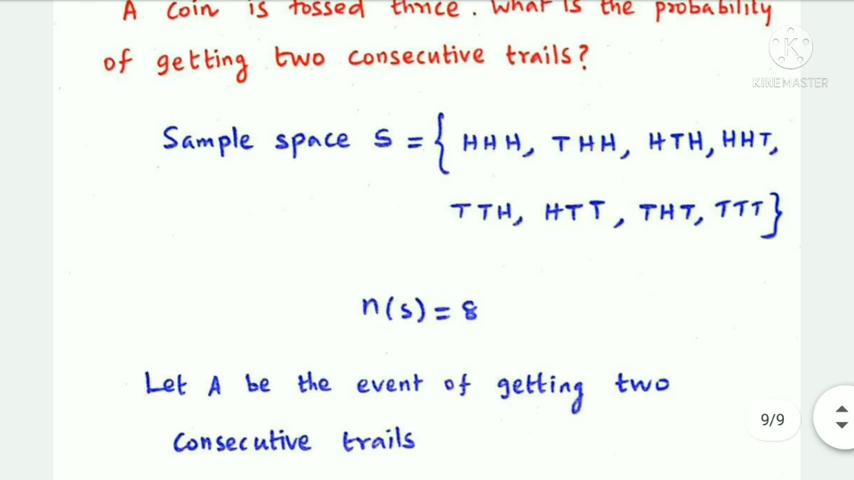 A coin is tossed thrice. What is the probability
of getting two consecutive trails?
KINEMASTER
Sample space S = { HHH, THH, HTH, HHT,
TTH, HTT, THT, TTT }
n(s) = 8
Let A be the event of getting two
9/9
Consecutive trails